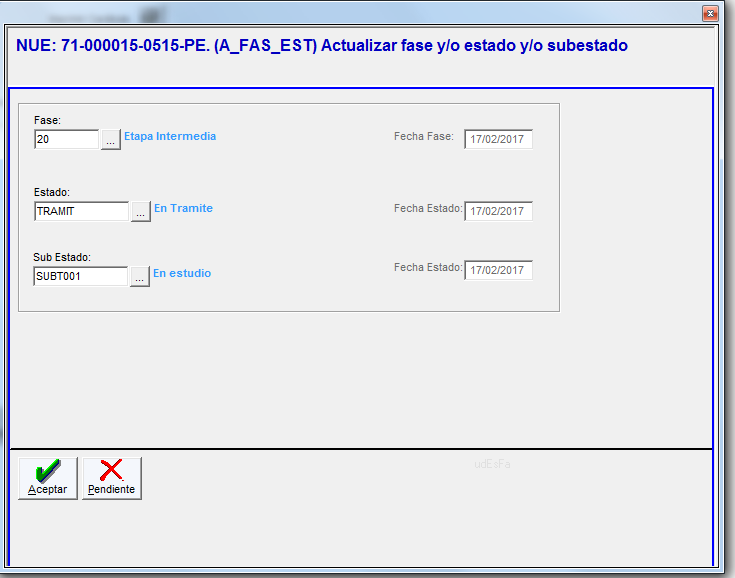 NUE: 71-000015-0515-PE. (A_FAS_EST) Actualizar fase y/o estado y/o subestado
Fase:
20 ... Etapa Intermedia Fecha Fase: 17/02/2017
Estado:
TRAMIT ... En Tramite Fecha Estado: 17/02/2017
Sub Estado:
SUBT001 ... En estudio Fecha Estado: 17/02/2017
udEsFa
Aceptar Pendiente